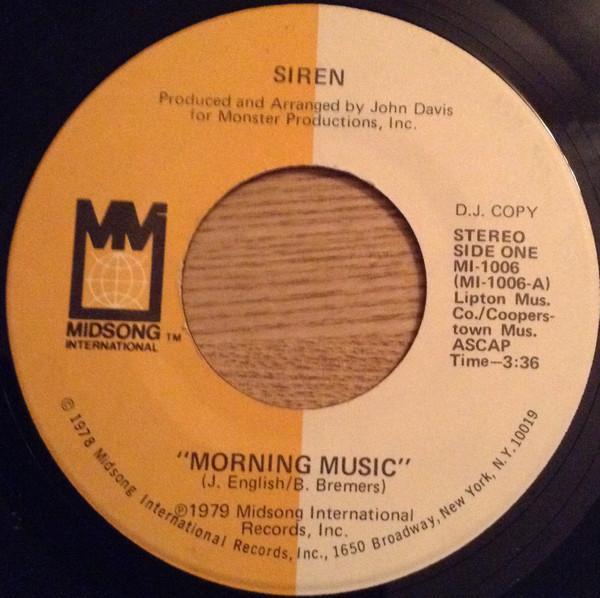 SIREN
Produced and Arranged by John Davis
for Monster Productions, Inc.
MIDSONG TM
INTERNATIONAL
D.J. COPY
STEREO
SIDE ONE
MI-1006
(MI-1006-A)
Lipton Mus.
Co./Coopers-
town Mus.
ASCAP
Time—3:36
"MORNING MUSIC"
(J. English/B. Bremers)
℗1979 Midsong International
Records, Inc.
© 1978 Midsong International Records, Inc., 1650 Broadway, New York, N.Y. 10019